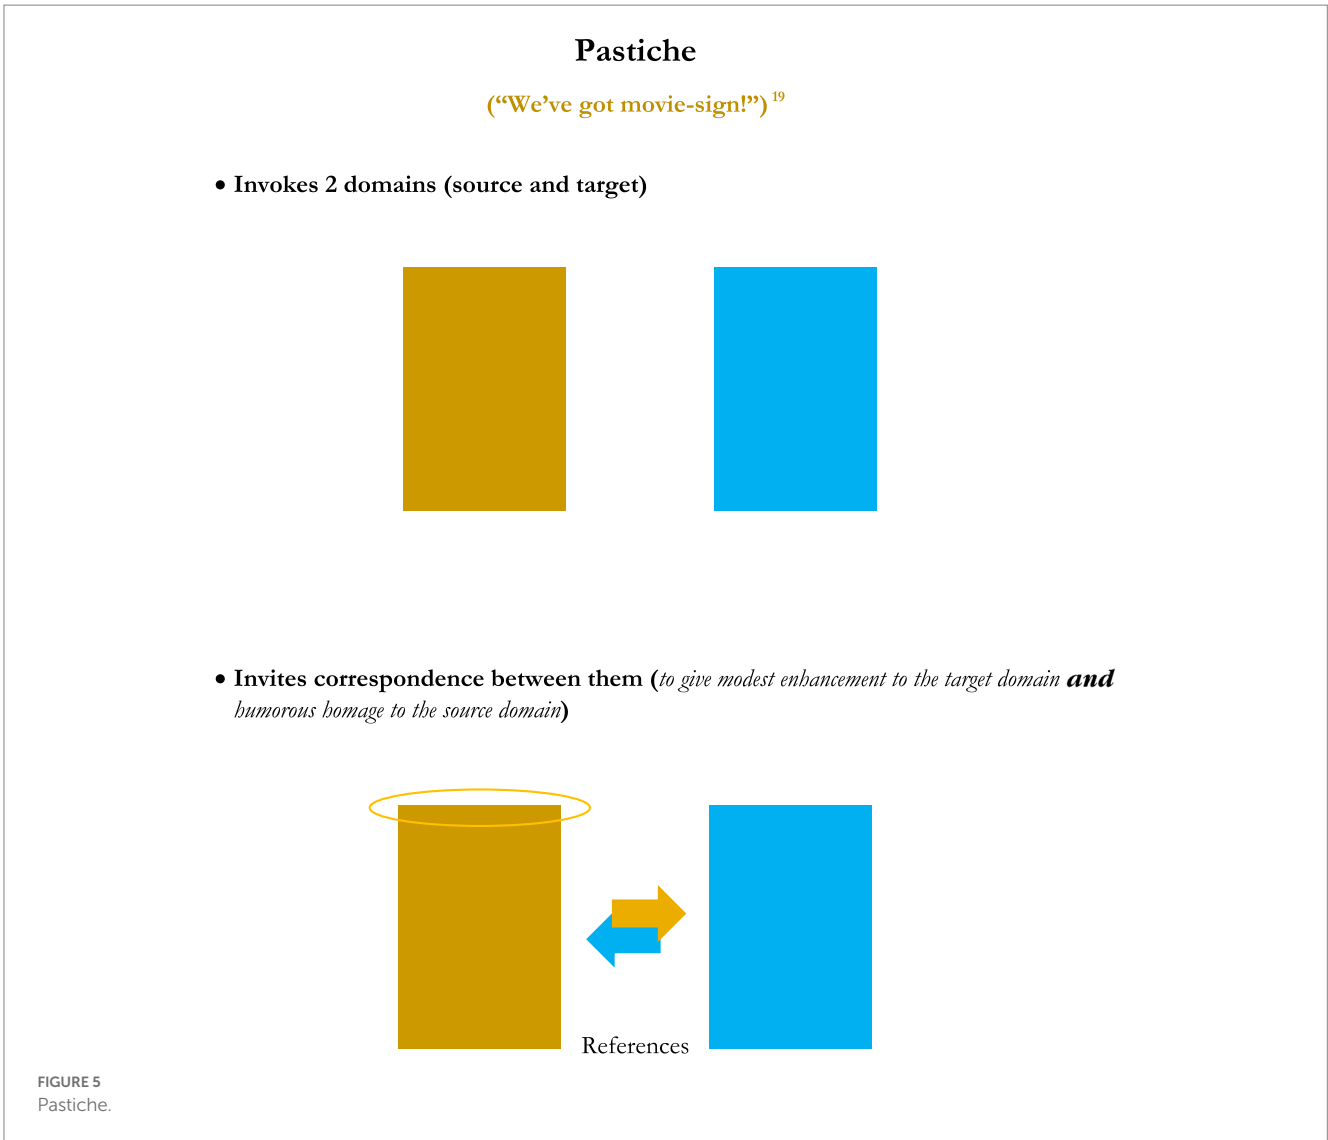 Pastiche
(“We’ve got movie-sign!”) 19
• Invokes 2 domains (source and target)
• Invites correspondence between them (to give modest enhancement to the target domain and
humorous homage to the source domain)
References
FIGURE 5
Pastiche.